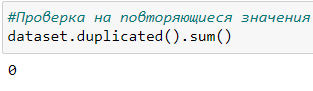 #Проверка на повторяющиеся значения
dataset.duplicated().sum()
0